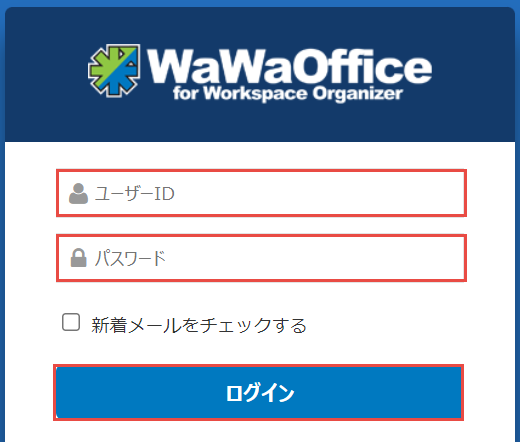 WaWaOffice
for Workspace Organizer
ユーザーID
パスワード
新着メールをチェックする
ログイン